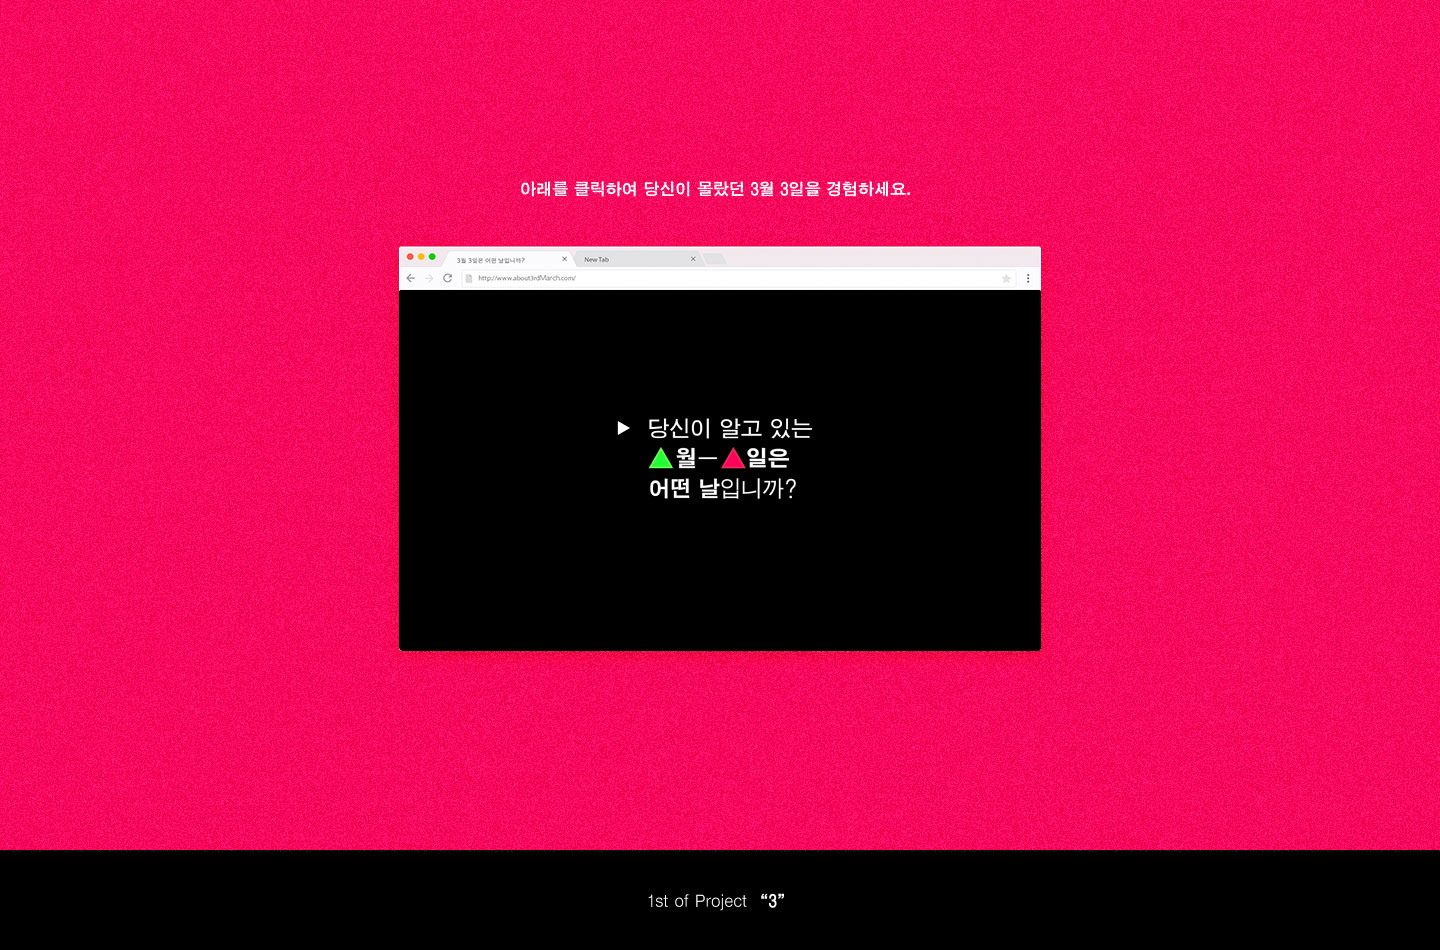 아래를 클릭하여 당신이 몰랐던 3월 3일을 경험하세요.
3월 3일은 어떤 날입니까?
New Tab
http://www.about3rdMarch.com/
당신이 알고 있는
▲월—▲일은
어떤 날입니까?
1st of Project “3”